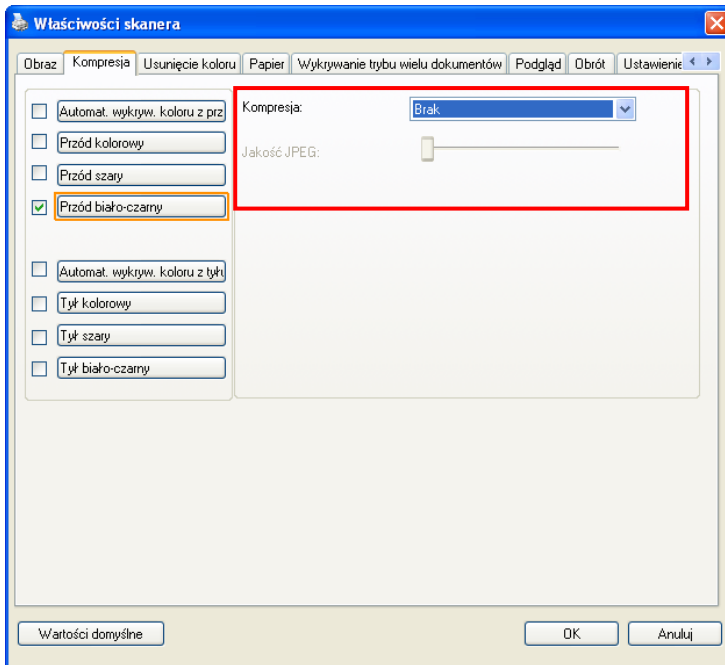 Właściwości skanera
Obraz Kompresja Usunięcie koloru Papier Wykrywanie trybu wielu dokumentów Podgląd Obrót Ustawienie
Automat. wykryw. koloru z prz
Przód kolorowy
Przód szary
Przód biało-czarny
Automat. wykryw. koloru z tyłu
Tył kolorowy
Tył szary
Tył biało-czarny
Kompresja: Brak
Jakość JPEG:
Wartości domyślne OK Anuluj